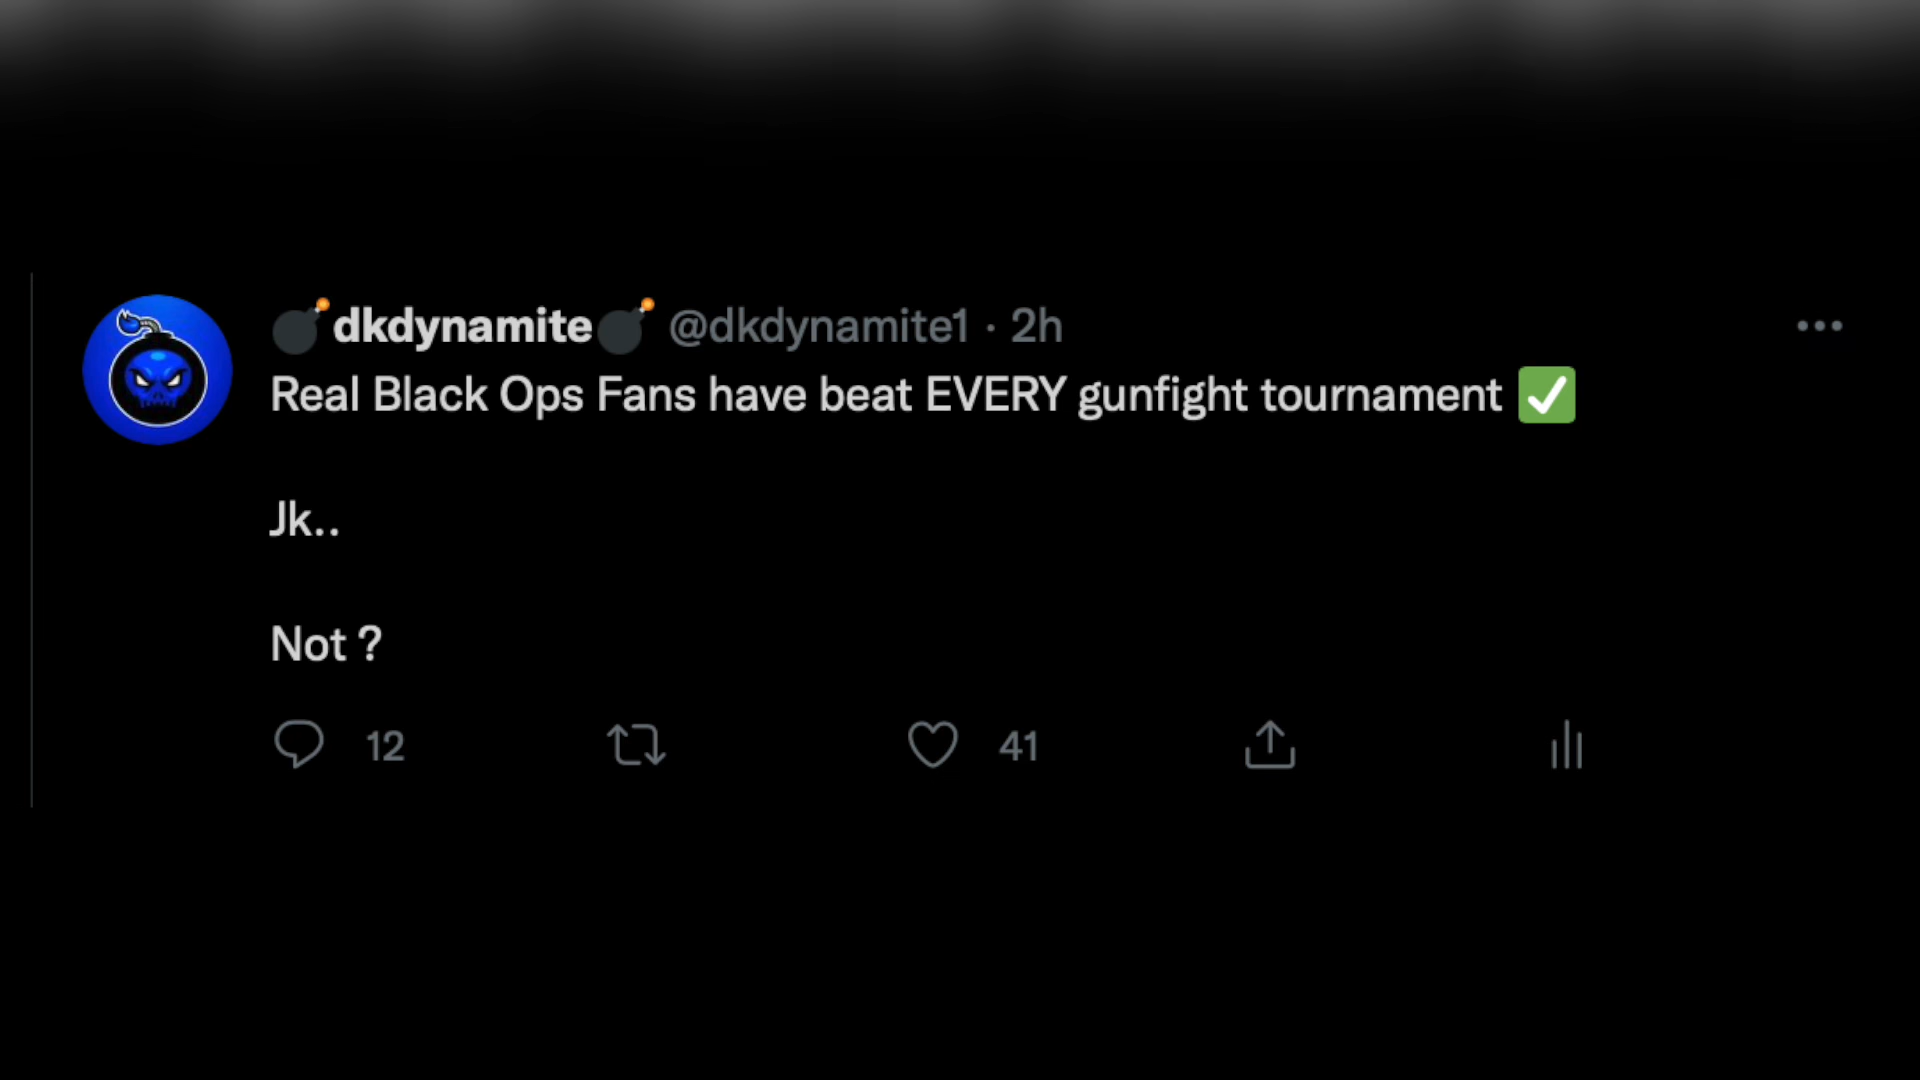 💣dkdynamite💣 @dkdynamite1 · 2h
Real Black Ops Fans have beat EVERY gunfight tournament ✅
Jk..
Not ?
12 41